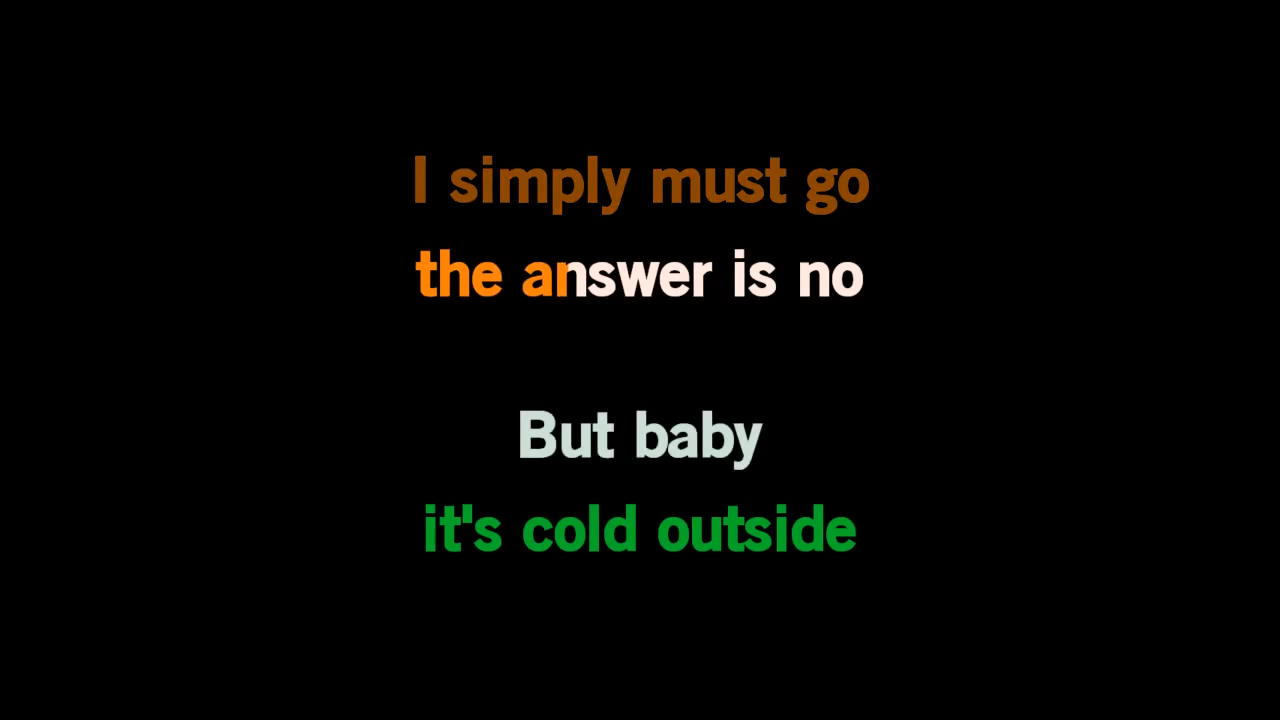 I simply must go
the answer is no
But baby
it's cold outside